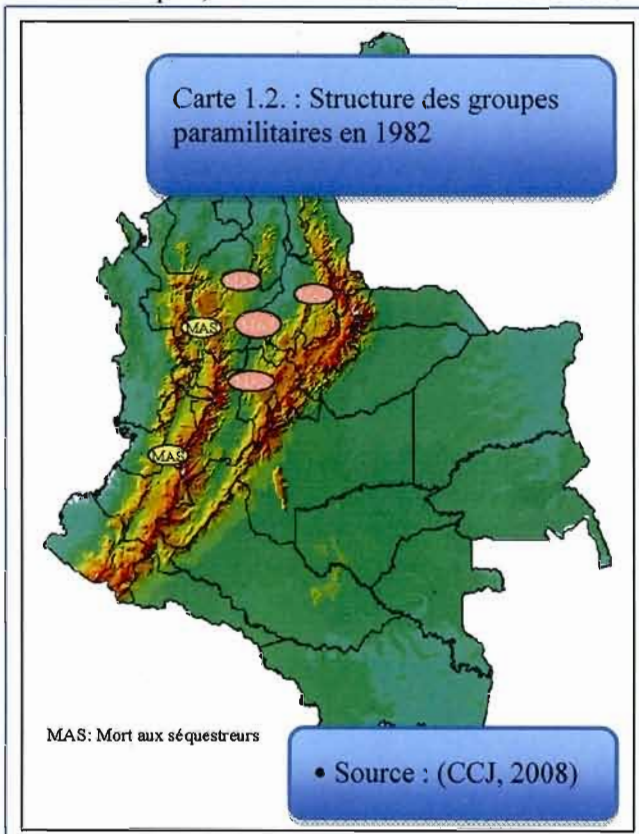 Carte 1.2. : Structure des groupes
paramilitaires en 1982
MAS
MAS
MAS: Mort aux séquestreurs
• Source : (CCJ, 2008)